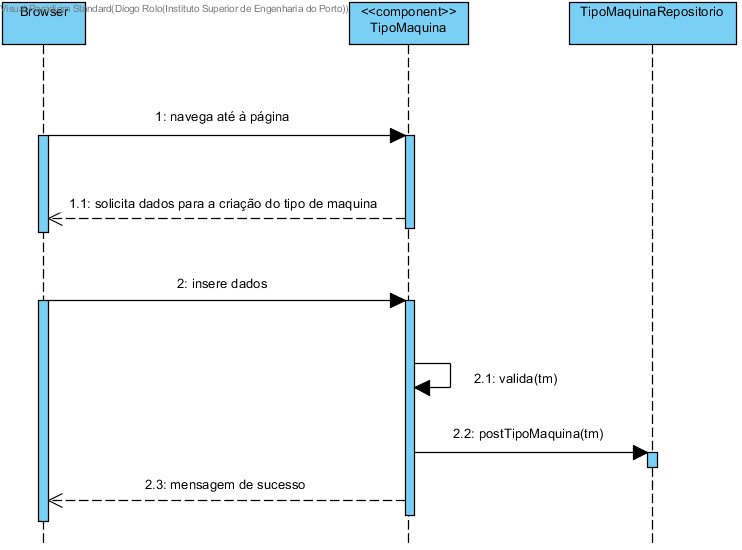 Visual Paradigm Standard(Diogo Rolo(Instituto Superior de Engenharia do Porto))
Browser
<<component>>
TipoMaquina
TipoMaquinaRepositorio
1: navega até à página
1.1: solicita dados para a criação do tipo de maquina
2: insere dados
2.1: valida(tm)
2.2: postTipoMaquina(tm)
2.3: mensagem de sucesso